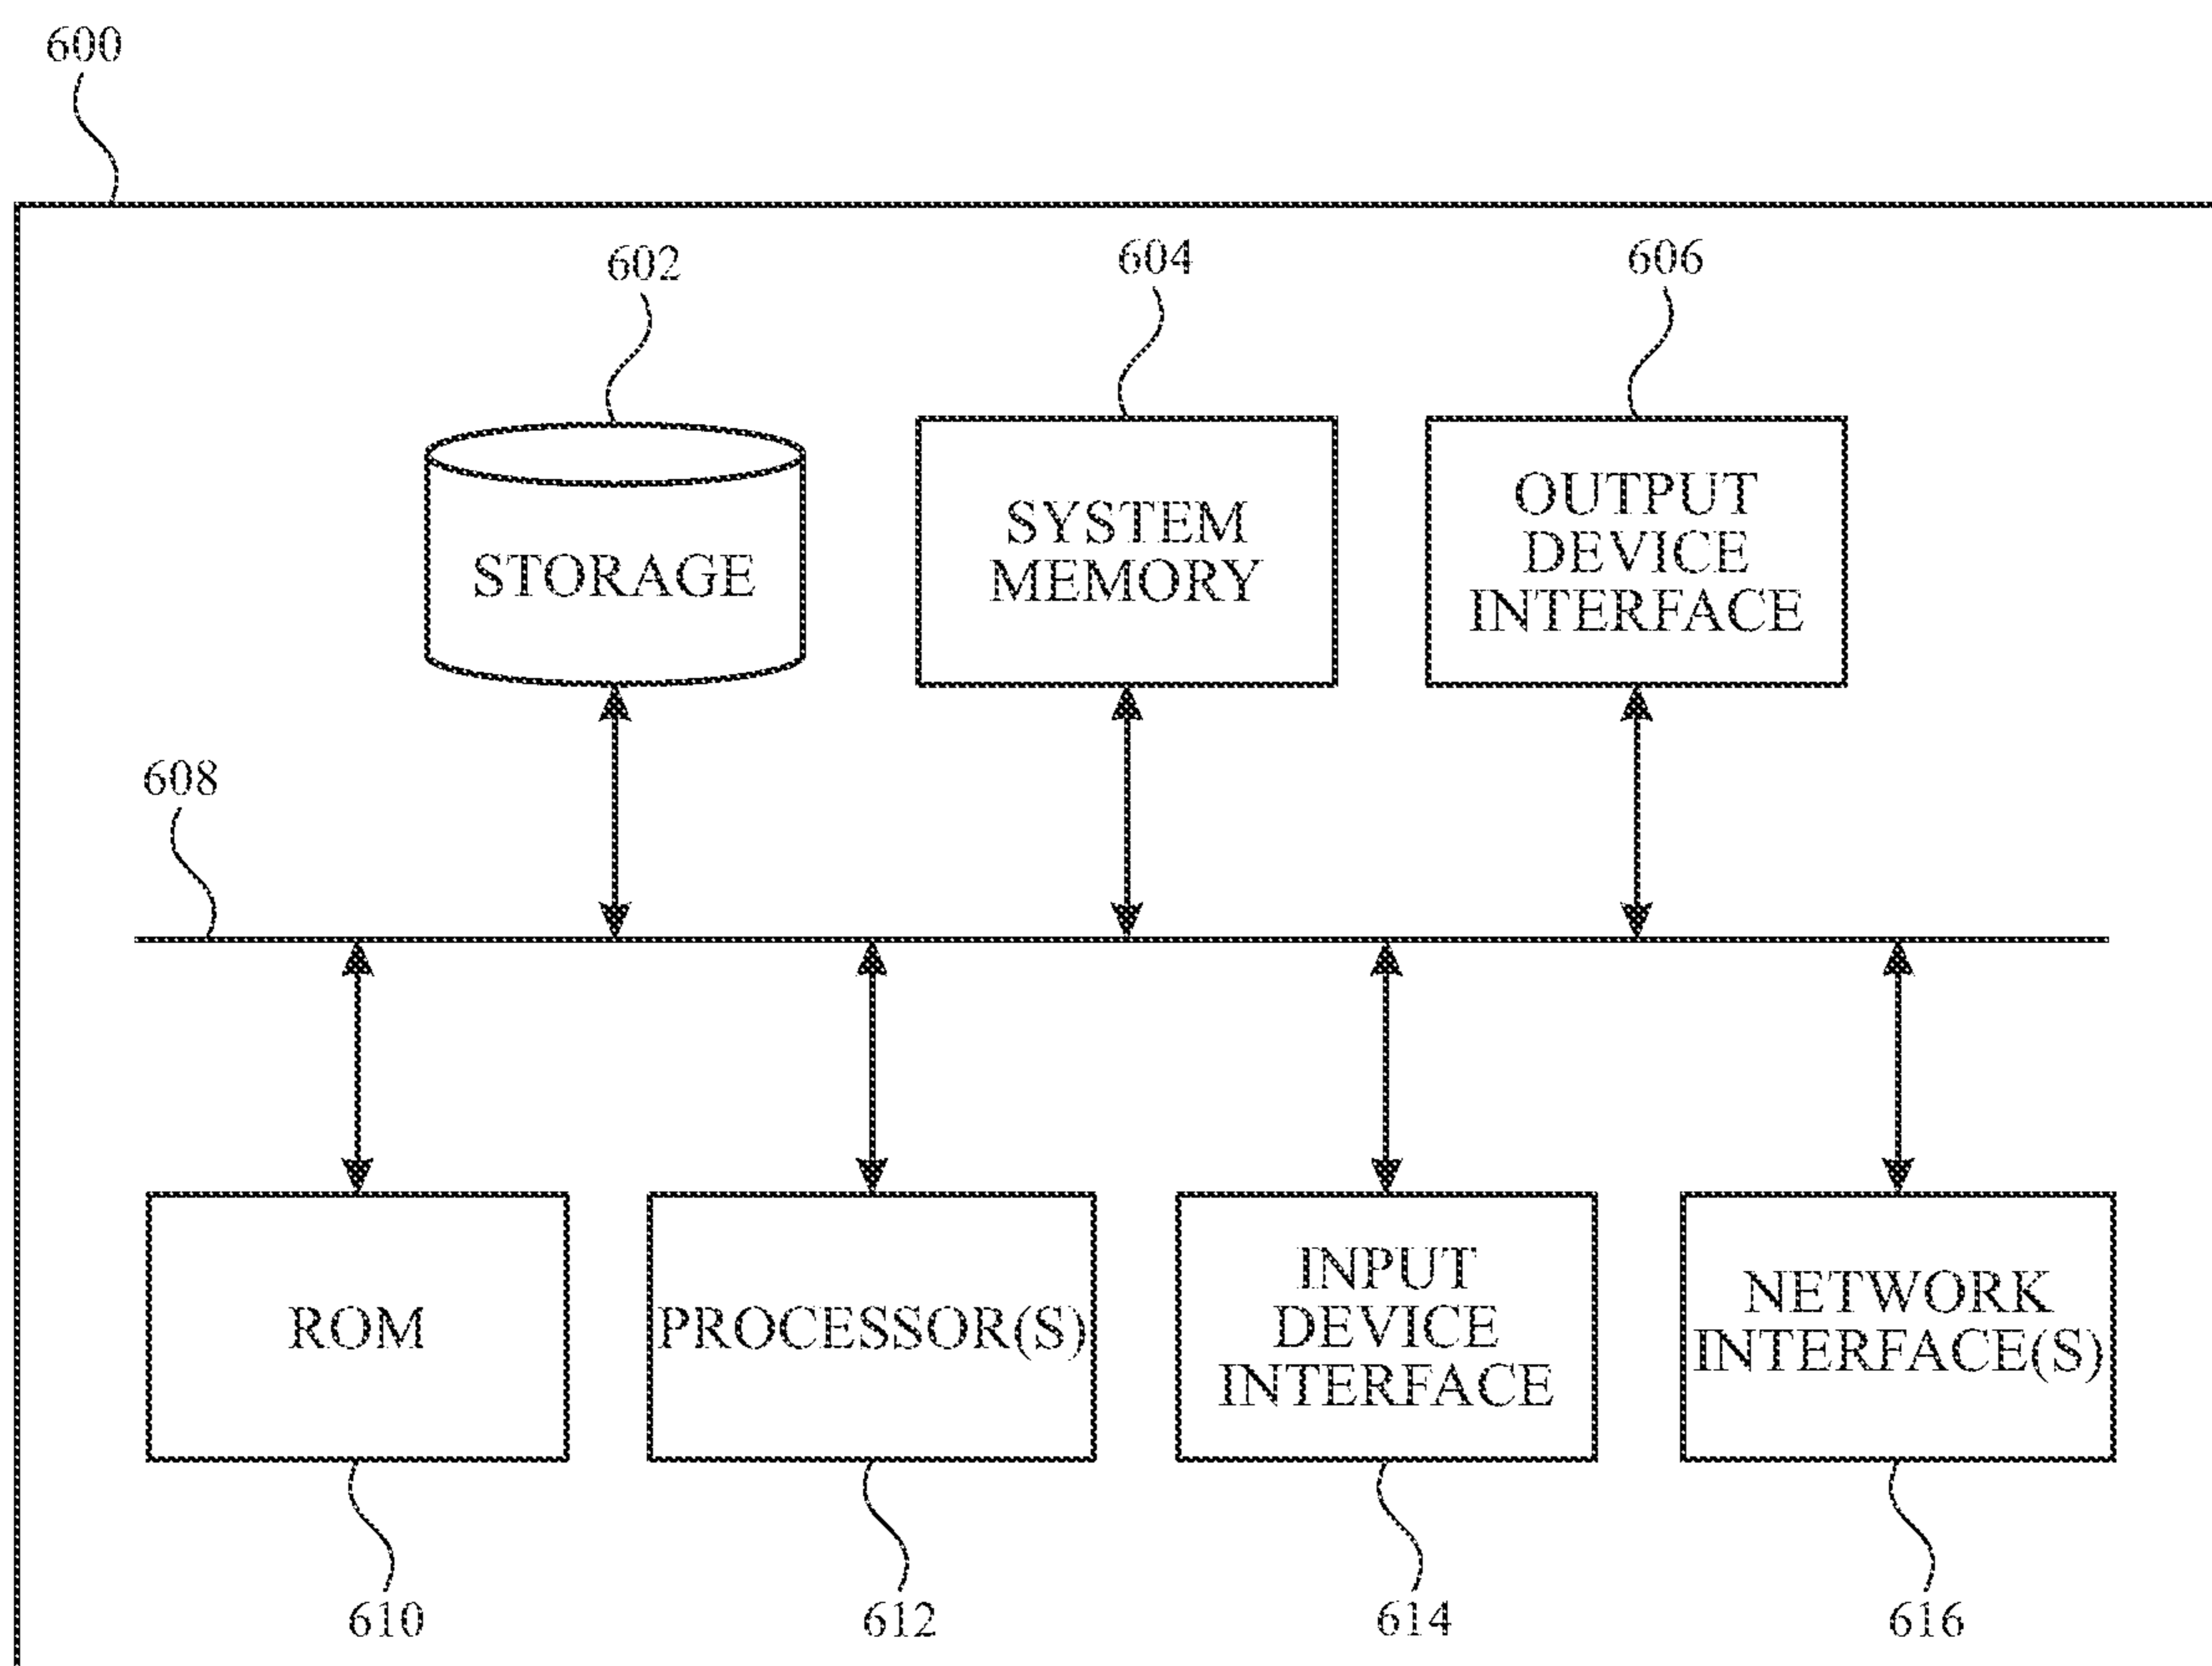 600
602
604
606
STORAGE
SYSTEM
MEMORY
OUTPUT
DEVICE
INTERFACE
608
ROM
PROCESSOR(S)
INPUT
DEVICE
INTERFACE
NETWORK
INTERFACE(S)
610
612
614
616